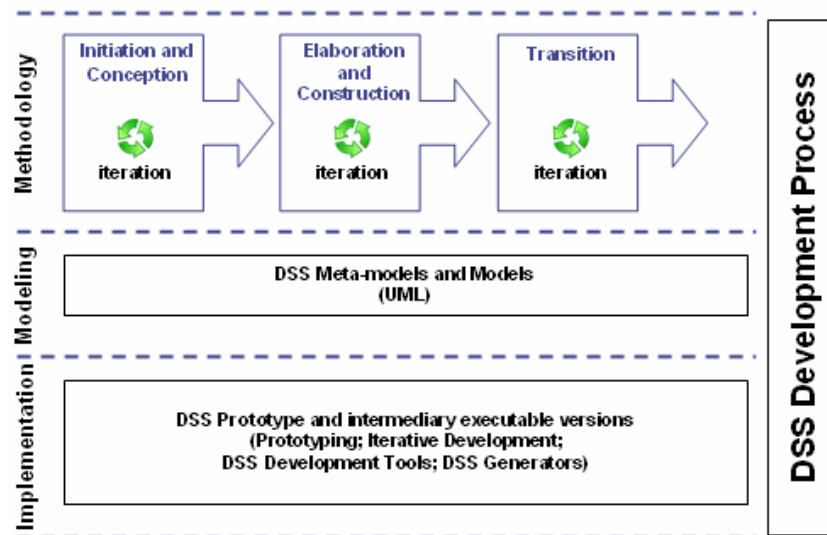 Methodology
Initiation and
Conception
iteration
Elaboration
and
Construction
iteration
Transition
iteration
Modeling
DSS Meta-models and Models
(UML)
Implementation
DSS Prototype and intermediary executable versions
(Prototyping; Iterative Development;
DSS Development Tools; DSS Generators)
DSS Development Process